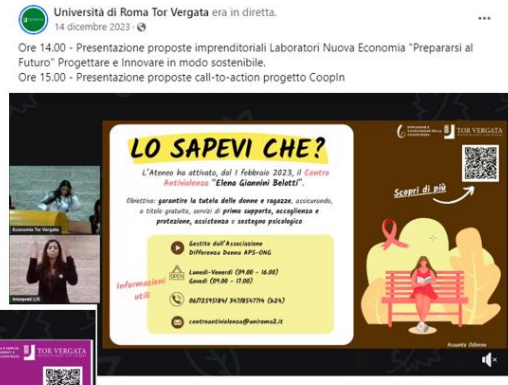 Università di Roma Tor Vergata era in diretta.
14 dicembre 2023 ·
Ore 14.00 - Presentazione proposte imprenditoriali Laboratori Nuova Economia "Prepararsi al
Futuro" Progettare e Innovare in modo sostenibile.
Ore 15.00 - Presentazione proposte call-to-action progetto CoopIn
TOR VERGATA
LO SAPEVI CHE?
L'Ateneo ha attivato, dal 1 febbraio 2023, il Centro
Antiviolenza "Elena Giannini Belotti".
Obiettivo: garantire la tutela delle donne e ragazze, assicurando,
a titolo gratuito, servizi di primo supporto, accoglienza e
protezione, assistenza e sostegno psicologico
Scopri di più
Informazioni
utili
Gestito dall'Associazione
Differenza Donna APS-ONG
OPEN
Lunedì-Venerdì (09.00 - 16.00)
Giovedì (09.00 - 17.00)
centroantiviolenza@uniroma2.it
Economia Tor Vergata
Interpreti LIS
Assunta Odierna
TOR VERGATA